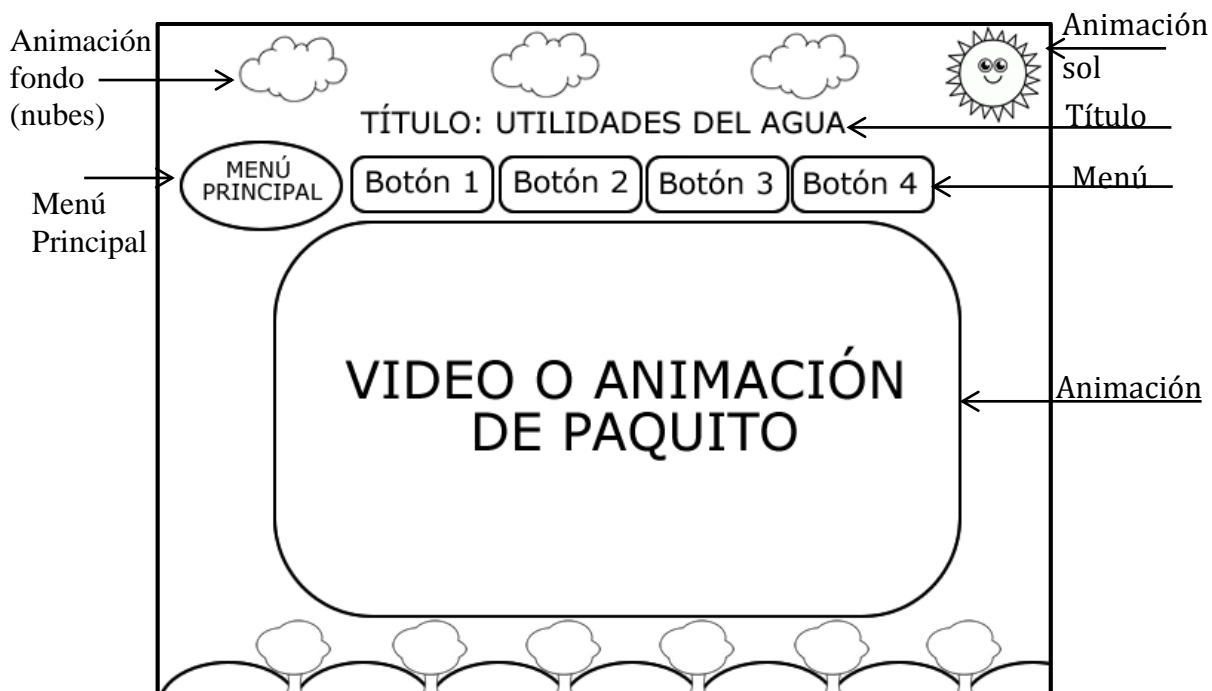 Animación
fondo
(nubes)
Animación
sol
TÍTULO: UTILIDADES DEL AGUA
Título
MENÚ
PRINCIPAL
Botón 1
Botón 2
Botón 3
Botón 4
Menú
Menú
Principal
VIDEO O ANIMACIÓN
DE PAQUITO
Animación